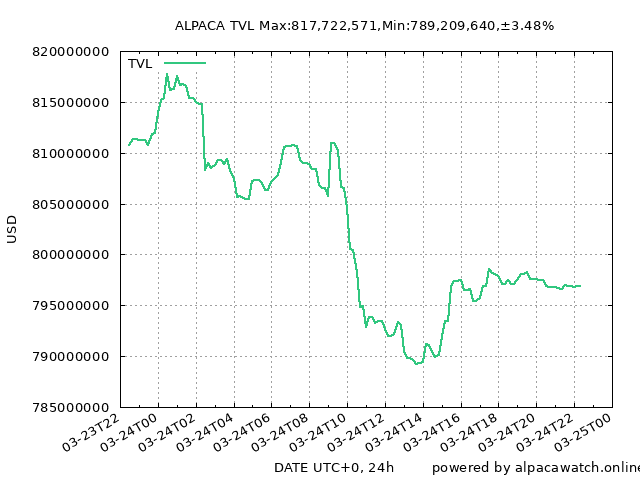 ALPACA TVL Max:817,722,571,Min:789,209,640,±3.48%
TVL
820000000
815000000
810000000
805000000
800000000
795000000
790000000
785000000
USD
03-23T22
03-24T00
03-24T02
03-24T04
03-24T06
03-24T08
03-24T10
03-24T12
03-24T14
03-24T16
03-24T18
03-24T20
03-24T22
03-25T00
DATE UTC+0, 24h
powered by alpacawatch.online